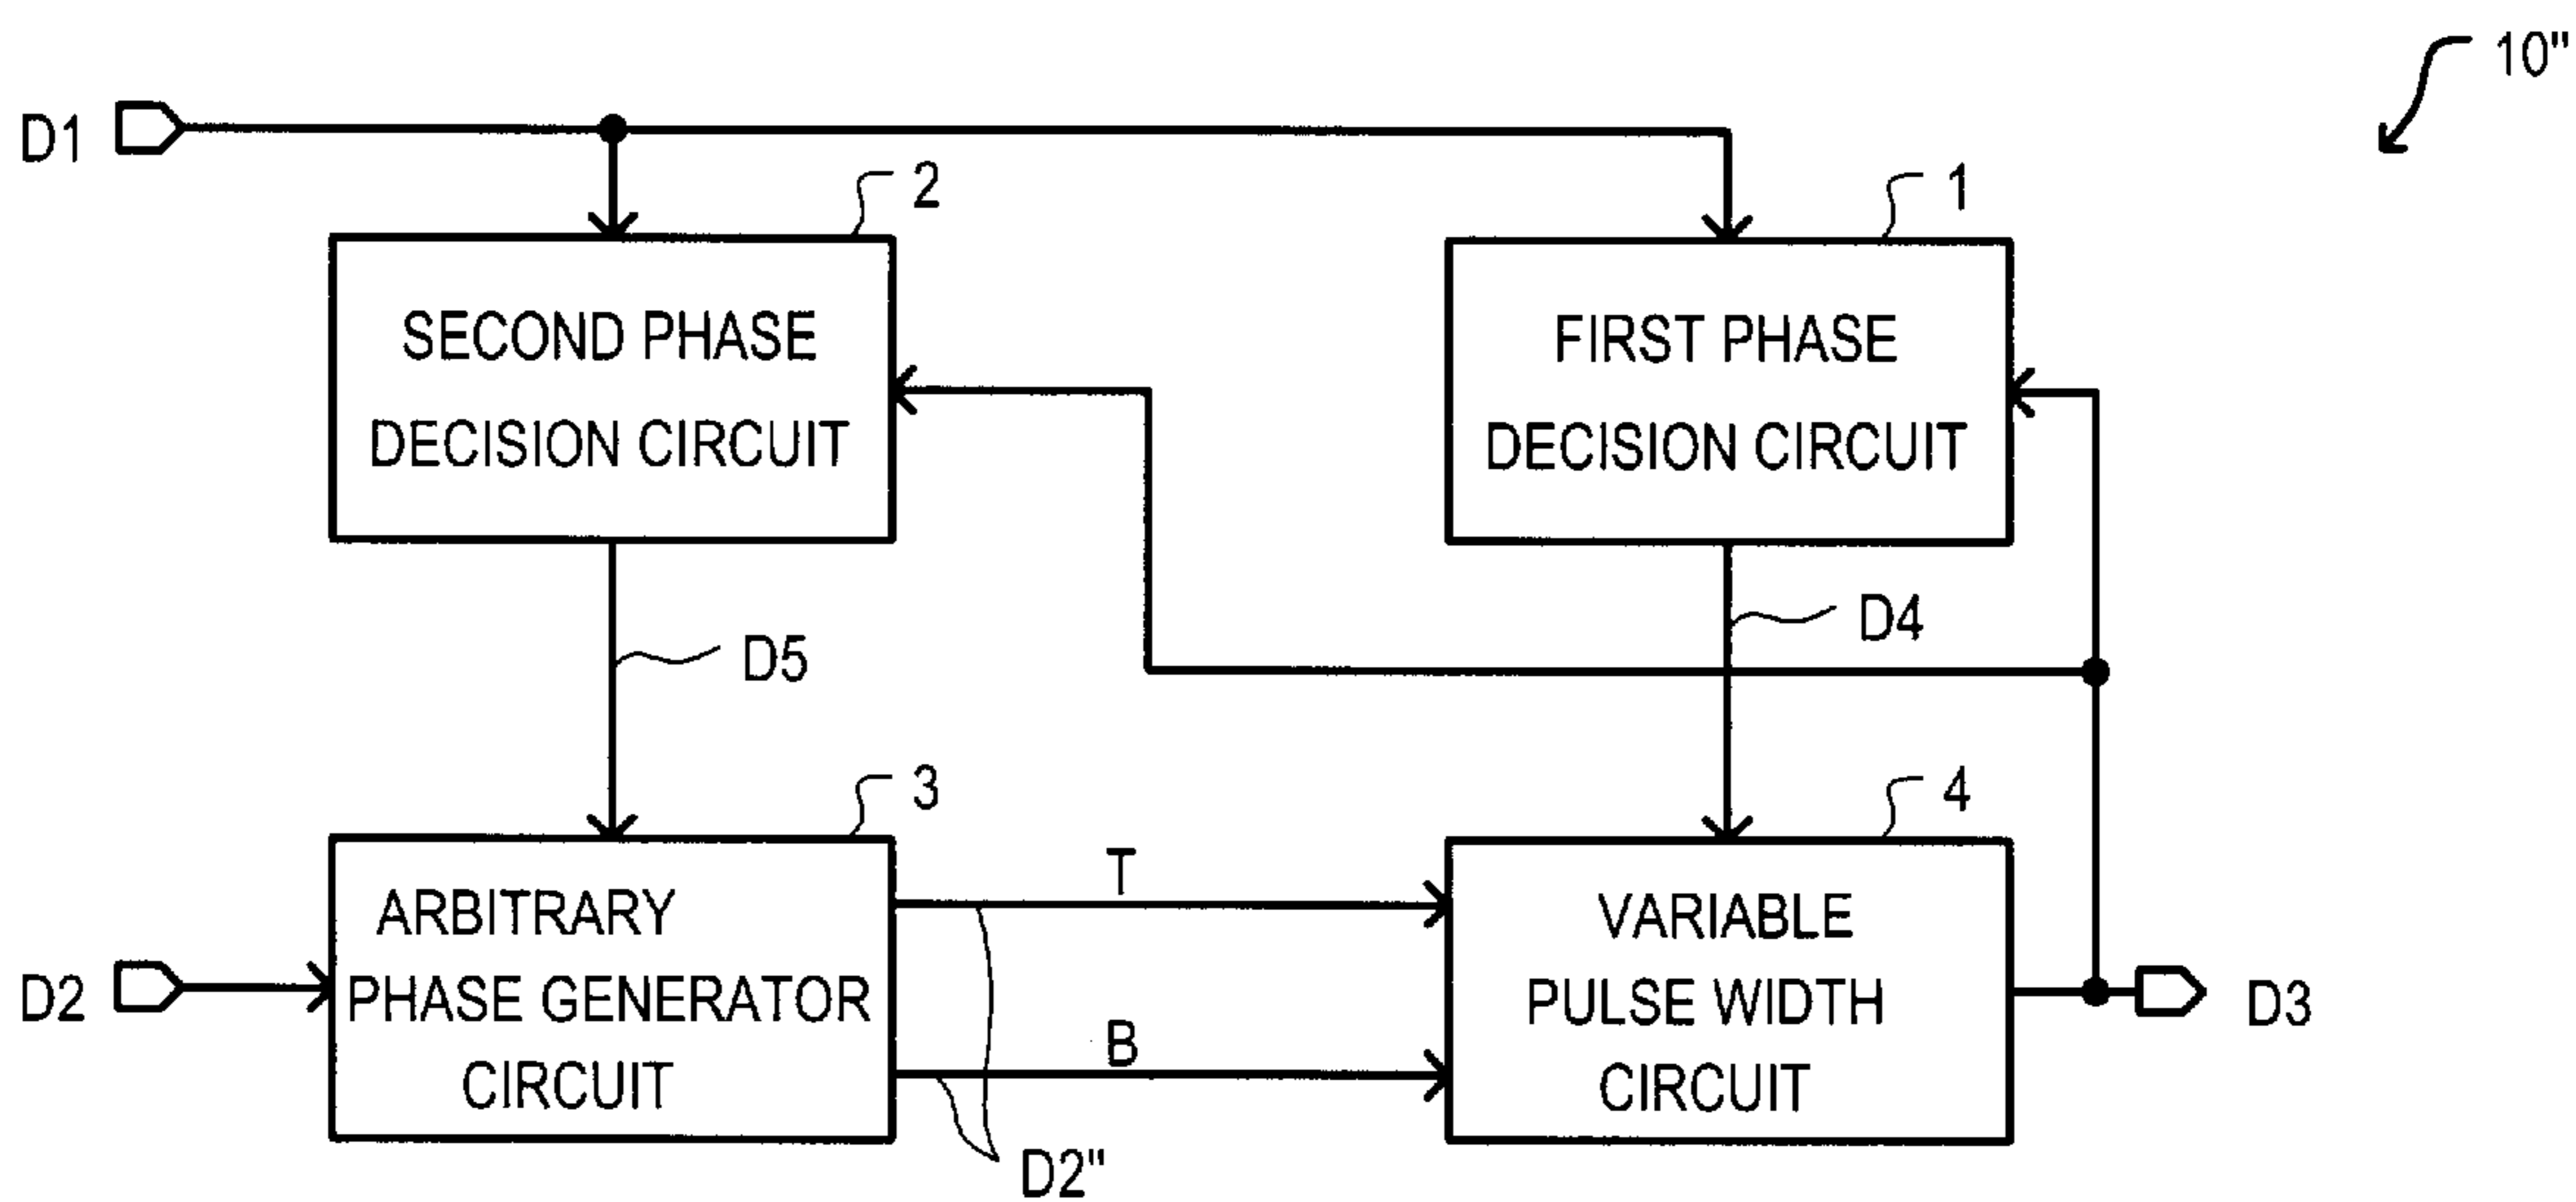 10"
D1
2
1
SECOND PHASE
DECISION CIRCUIT
FIRST PHASE
DECISION CIRCUIT
D5
D4
3
4
T
B
ARBITRARY
PHASE GENERATOR
CIRCUIT
VARIABLE
PULSE WIDTH
CIRCUIT
D2
D3
D2"